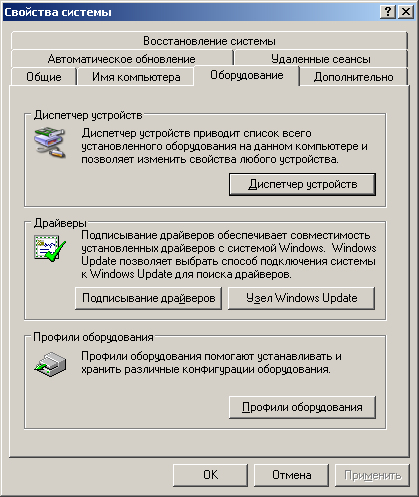 Свойства системы
Восстановление системы
Автоматическое обновление Удаленные сеансы
Общие Имя компьютера Оборудование Дополнительно
Диспетчер устройств
Диспетчер устройств приводит список всего
установленного оборудования на данном компьютере и
позволяет изменить свойства любого устройства.
Диспетчер устройств
Драйверы
Подписывание драйверов обеспечивает совместимость
установленных драйверов с системой Windows. Windows
Update позволяет выбрать способ подключения системы
к Windows Update для поиска драйверов.
Подписывание драйверов Узел Windows Update
Профили оборудования
Профили оборудования помогают устанавливать и
хранить различные конфигурации оборудования.
Профили оборудования
OK Отмена Применить